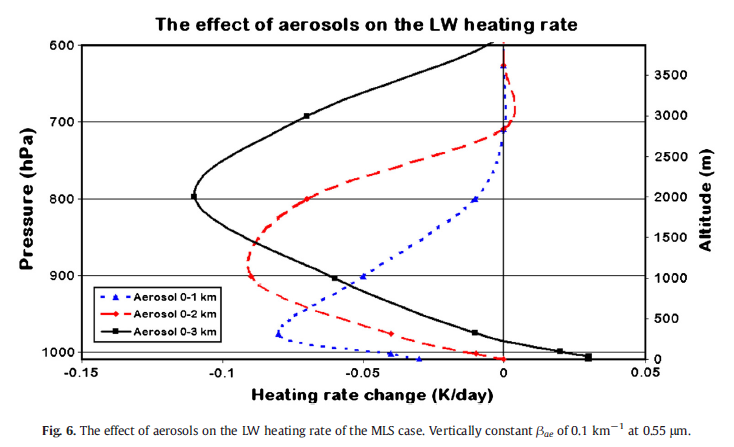 The effect of aerosols on the LW heating rate
600
700
800
900
1000
Pressure (hPa)
3500
3000
2500
2000
1500
1000
500
0
Altitude (m)
Aerosol 0-1 km
Aerosol 0-2 km
Aerosol 0-3 km
-0.15 -0.1 -0.05 0 0.05
Heating rate change (K/day)
Fig. 6. The effect of aerosols on the LW heating rate of the MLS case. Vertically constant βae of 0.1 km−1 at 0.55 μm.